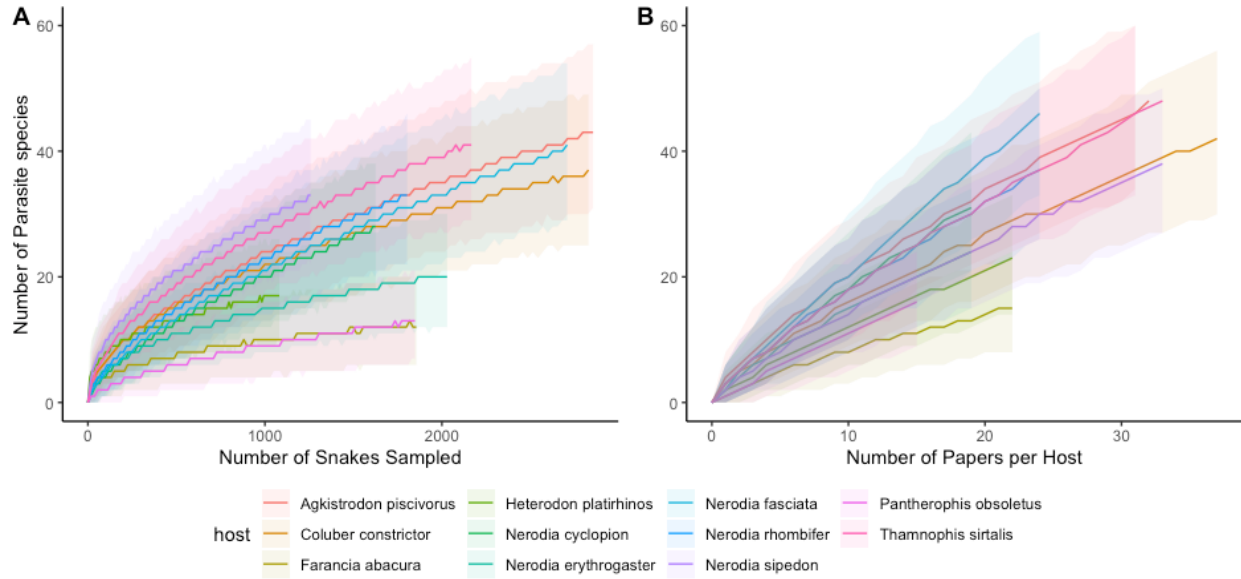 A
B
60
40
20
0
Number of Parasite species
0
1000
2000
Number of Snakes Sampled
60
40
20
0
0
10
20
30
Number of Papers per Host
host
Agkistrodon piscivorus
Coluber constrictor
Farancia abacura
Heterodon platirhinos
Nerodia cyclopion
Nerodia erythrogaster
Nerodia fasciata
Nerodia rhombifer
Nerodia sipedon
Pantherophis obsoletus
Thamnophis sirtalis